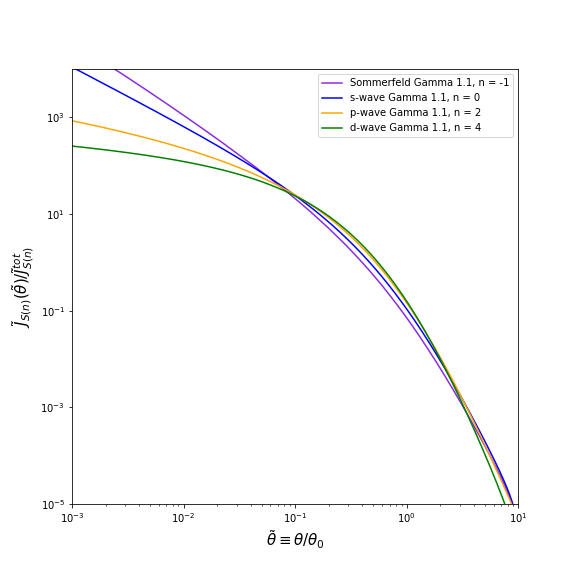 Sommerfeld Gamma 1.1, n = -1
s-wave Gamma 1.1, n = 0
p-wave Gamma 1.1, n = 2
d-wave Gamma 1.1, n = 4
10³
10¹
10⁻¹
10⁻³
10⁻⁵
J̃_{S(n)}(θ̃)/J̃^{tot}_{S(n)}
10⁻³ 10⁻² 10⁻¹ 10⁰ 10¹
θ̃ ≡ θ/θ₀